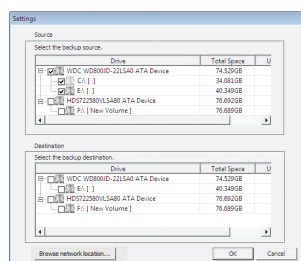 Settings
Source
Select the backup source.
Drive Total Space U
WDC WD800JD-22LSA0 ATA Device 74.529GB
C:\ [ ] 34.081GB
E:\ [ ] 40.349GB
HDS722580VLSA80 ATA Device 76.692GB
F:\ [ New Volume ] 76.689GB
Destination
Select the backup destination.
Drive Total Space U
WDC WD800JD-22LSA0 ATA Device 74.529GB
E:\ [ ] 40.349GB
HDS722580VLSA80 ATA Device 76.692GB
F:\ [ New Volume ] 76.689GB
Browse network location... OK Cancel